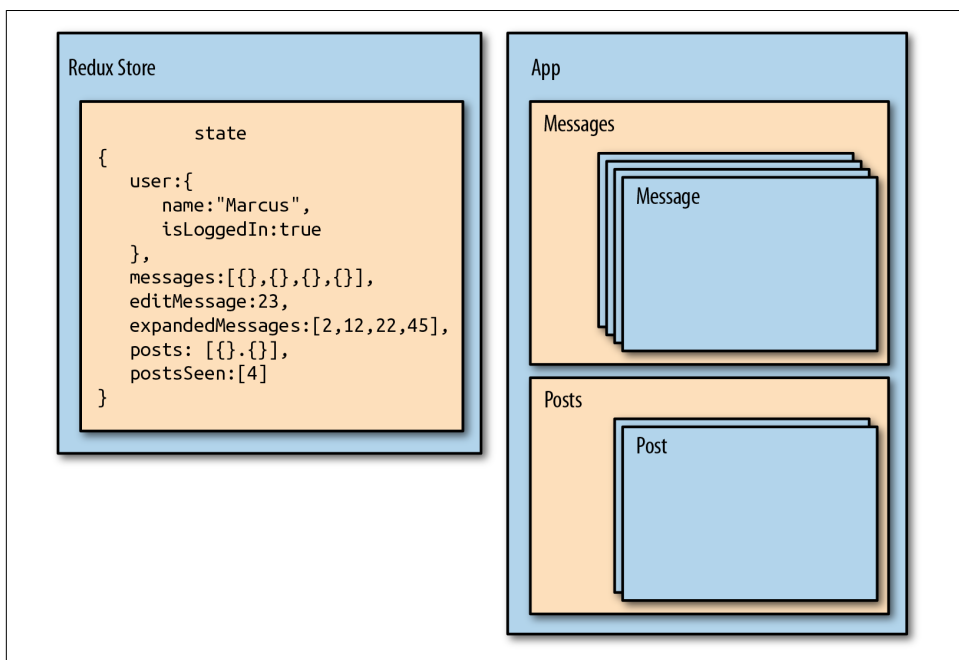 Redux Store
state
{
user:{
name:"Marcus",
isLoggedIn:true
},
messages:[{},{},{},{}],
editMessage:23,
expandedMessages:[2,12,22,45],
posts: [{}.{}],
postsSeen:[4]
}
App
Messages
Message
Posts
Post